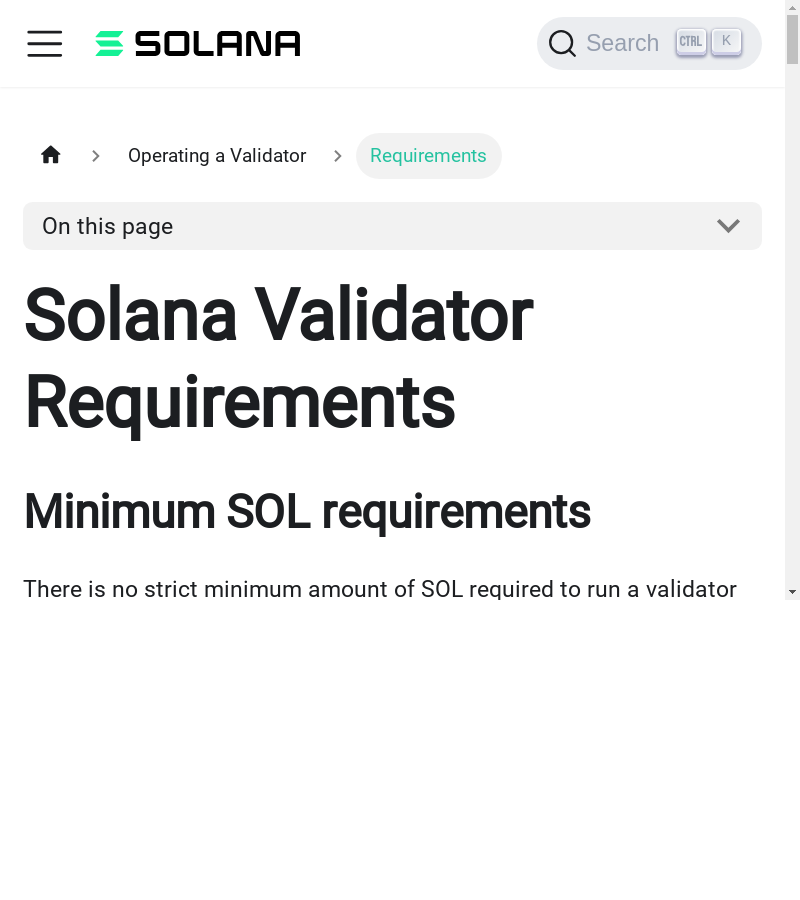 SOLANA
Search CTRL K
Operating a Validator Requirements
On this page
Solana Validator
Requirements
Minimum SOL requirements
There is no strict minimum amount of SOL required to run a validator